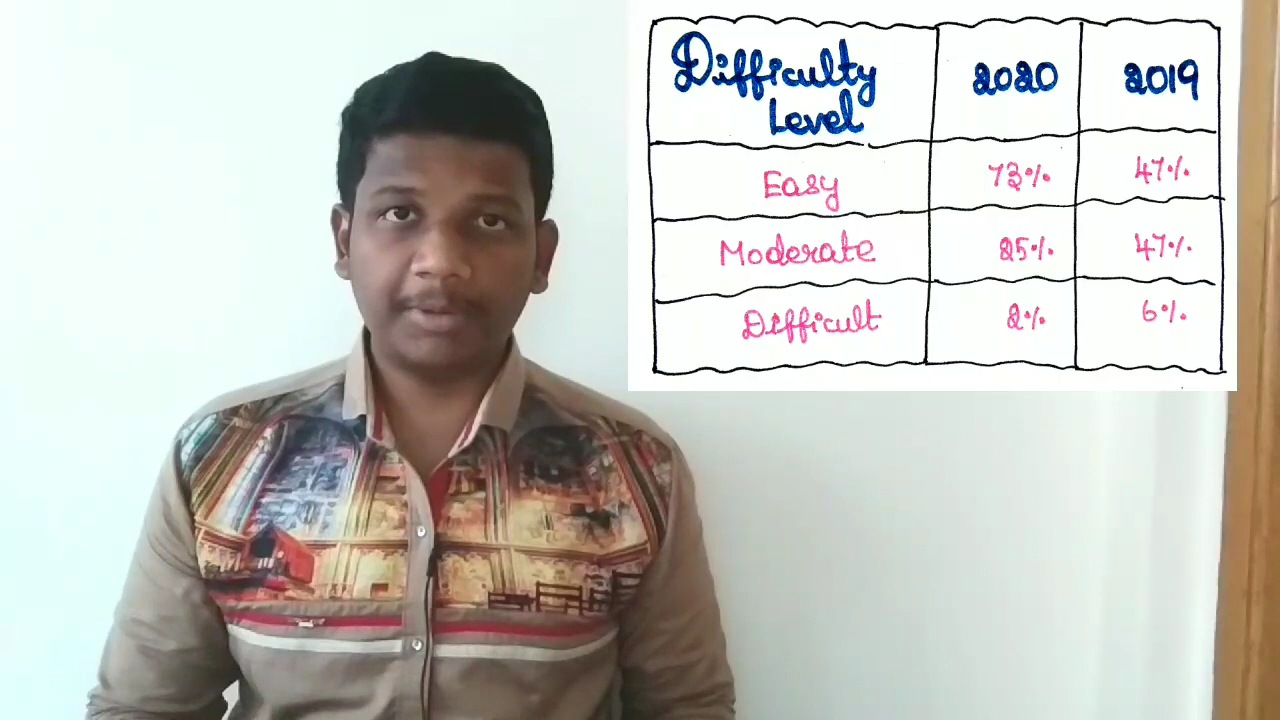 Difficulty 2020 2019
Level
Easy 73% 47%
Moderate 25% 47%
Difficult 2% 6%